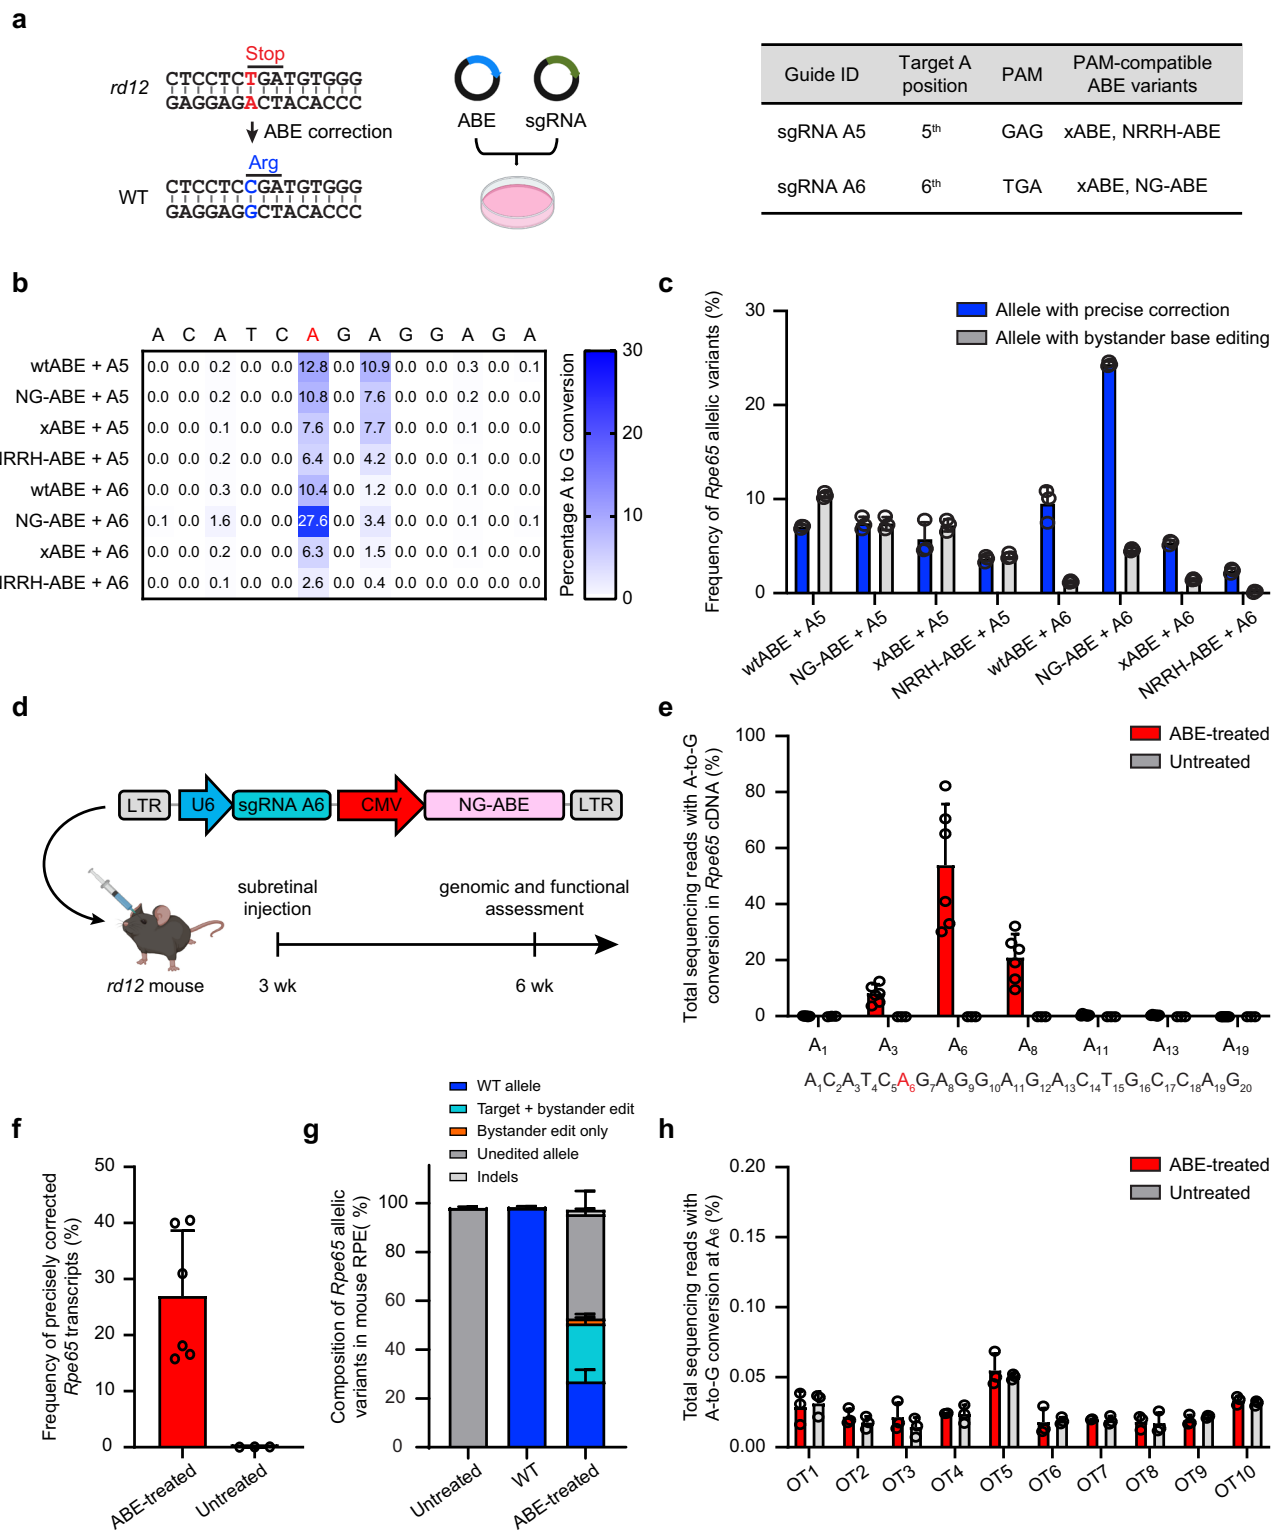 a
Stop
rd12
CTCCTCTGATGTGGG
GAGGAGACTACACCC
ABE correction
Arg
WT
CTCCTCCGATGTGGG
GAGGAGGCTACACCC
ABE
sgRNA
Guide ID
Target A position
PAM
PAM-compatible ABE variants
sgRNA A5 5th GAG xABE, NRRH-ABE
sgRNA A6 6th TGA xABE, NG-ABE
b
A C A T C A G A G G A G A
wtABE + A5 0.0 0.0 0.2 0.0 0.0 12.8 0.0 10.9 0.0 0.0 0.3 0.0 0.1
NG-ABE + A5 0.0 0.0 0.2 0.0 0.0 10.8 0.0 7.6 0.0 0.0 0.2 0.0 0.0
xABE + A5 0.0 0.0 0.1 0.0 0.0 7.6 0.0 7.7 0.0 0.0 0.1 0.0 0.0
NRRH-ABE + A5 0.0 0.0 0.2 0.0 0.0 6.4 0.0 4.2 0.0 0.0 0.1 0.0 0.0
wtABE + A6 0.0 0.0 0.3 0.0 0.0 10.4 0.0 1.2 0.0 0.0 0.1 0.0 0.0
NG-ABE + A6 0.1 0.0 1.6 0.0 0.0 27.6 0.0 3.4 0.0 0.0 0.1 0.0 0.1
xABE + A6 0.0 0.0 0.2 0.0 0.0 6.3 0.0 1.5 0.0 0.0 0.1 0.0 0.0
NRRH-ABE + A6 0.0 0.0 0.1 0.0 0.0 2.6 0.0 0.4 0.0 0.0 0.0 0.0 0.0
Percentage A to G conversion
30
20
10
0
c
Frequency of Rpe65 allelic variants (%)
30
20
10
0
Allele with precise correction
Allele with bystander base editing
wtABE + A5
NG-ABE + A5
xABE + A5
NRRH-ABE + A5
wtABE + A6
NG-ABE + A6
xABE + A6
NRRH-ABE + A6
d
LTR U6 sgRNA A6 CMV NG-ABE LTR
subretinal
injection
genomic and functional
assessment
rd12 mouse
3 wk
6 wk
e
Total sequencing reads with A-to-G
conversion in Rpe65 cDNA (%)
100
80
60
40
20
0
ABE-treated
Untreated
A1 A3 A6 A8 A11 A13 A19
A1C2A3T4C5A6G7A8G9G10A11G12A13C14T15G16C17C18A19G20
f
Frequency of precisely corrected
Rpe65 transcripts (%)
50
40
30
20
10
0
ABE-treated
Untreated
g
WT allele
Target + bystander edit
Bystander edit only
Unedited allele
Indels
Composition of Rpe65 allelic
variants in mouse RPE( %)
100
80
60
40
20
0
Untreated
WT
ABE-treated
h
Total sequencing reads with
A-to-G conversion at A6 (%)
0.20
0.15
0.10
0.05
0.00
ABE-treated
Untreated
OT1
OT2
OT3
OT4
OT5
OT6
OT7
OT8
OT9
OT10